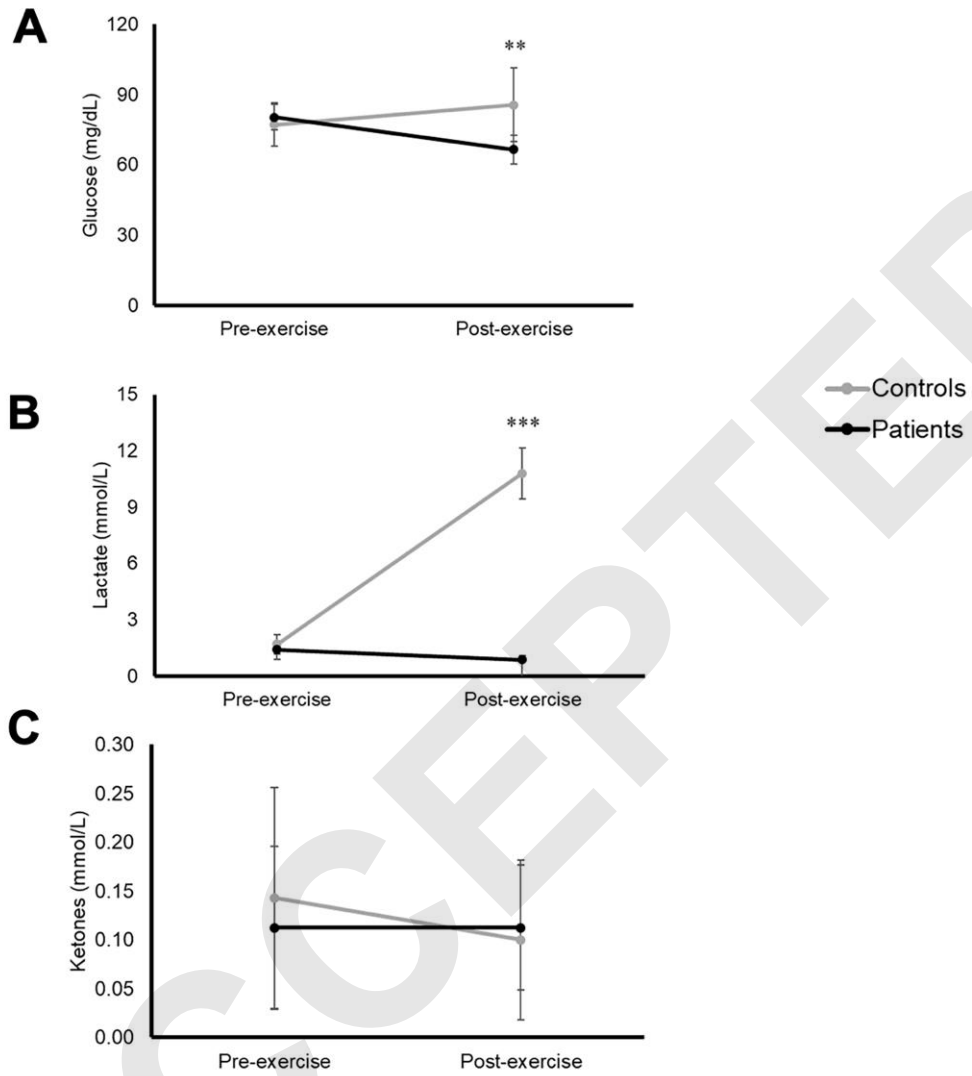 A
120
90
60
30
0
Glucose (mg/dL)
**
Pre-exercise
Post-exercise
B
15
12
9
6
3
0
Lactate (mmol/L)
***
Pre-exercise
Post-exercise
Controls
Patients
C
0.30
0.25
0.20
0.15
0.10
0.05
0.00
Ketones (mmol/L)
Pre-exercise
Post-exercise
CCEPTED